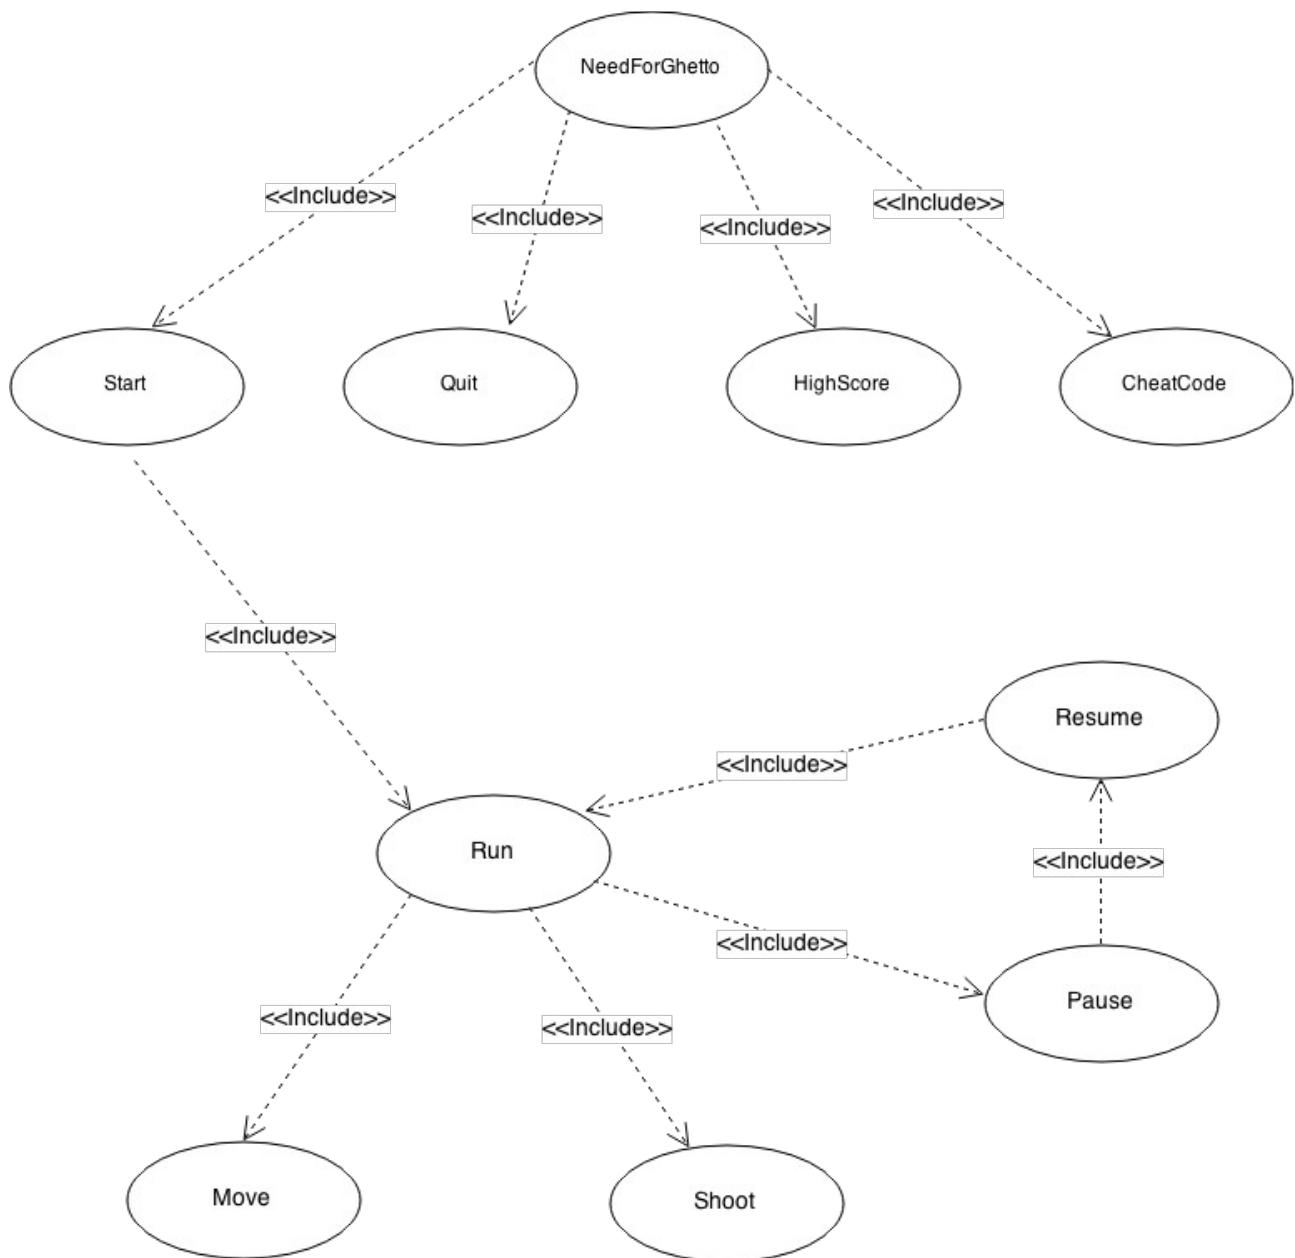 NeedForGhetto
<<Include>>
<<Include>>
<<Include>>
<<Include>>
Start
Quit
HighScore
CheatCode
<<Include>>
Resume
<<Include>>
Run
<<Include>>
<<Include>>
Pause
<<Include>>
<<Include>>
Move
Shoot